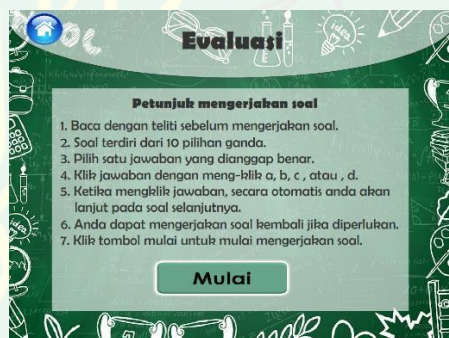 Evaluasi
Petunjuk mengerjakan soal
1. Baca dengan teliti sebelum mengerjakan soal.
2. Soal terdiri dari 10 pilihan ganda.
3. Pilih satu jawaban yang dianggap benar.
4. Klik jawaban dengan meng-klik a, b, c , atau , d.
5. Ketika mengklik jawaban, secara otomatis anda akan
lanjut pada soal selanjutnya.
6. Anda dapat mengerjakan soal kembali jika diperlukan.
7. Klik tombol mulai untuk mulai mengerjakan soal.
Mulai